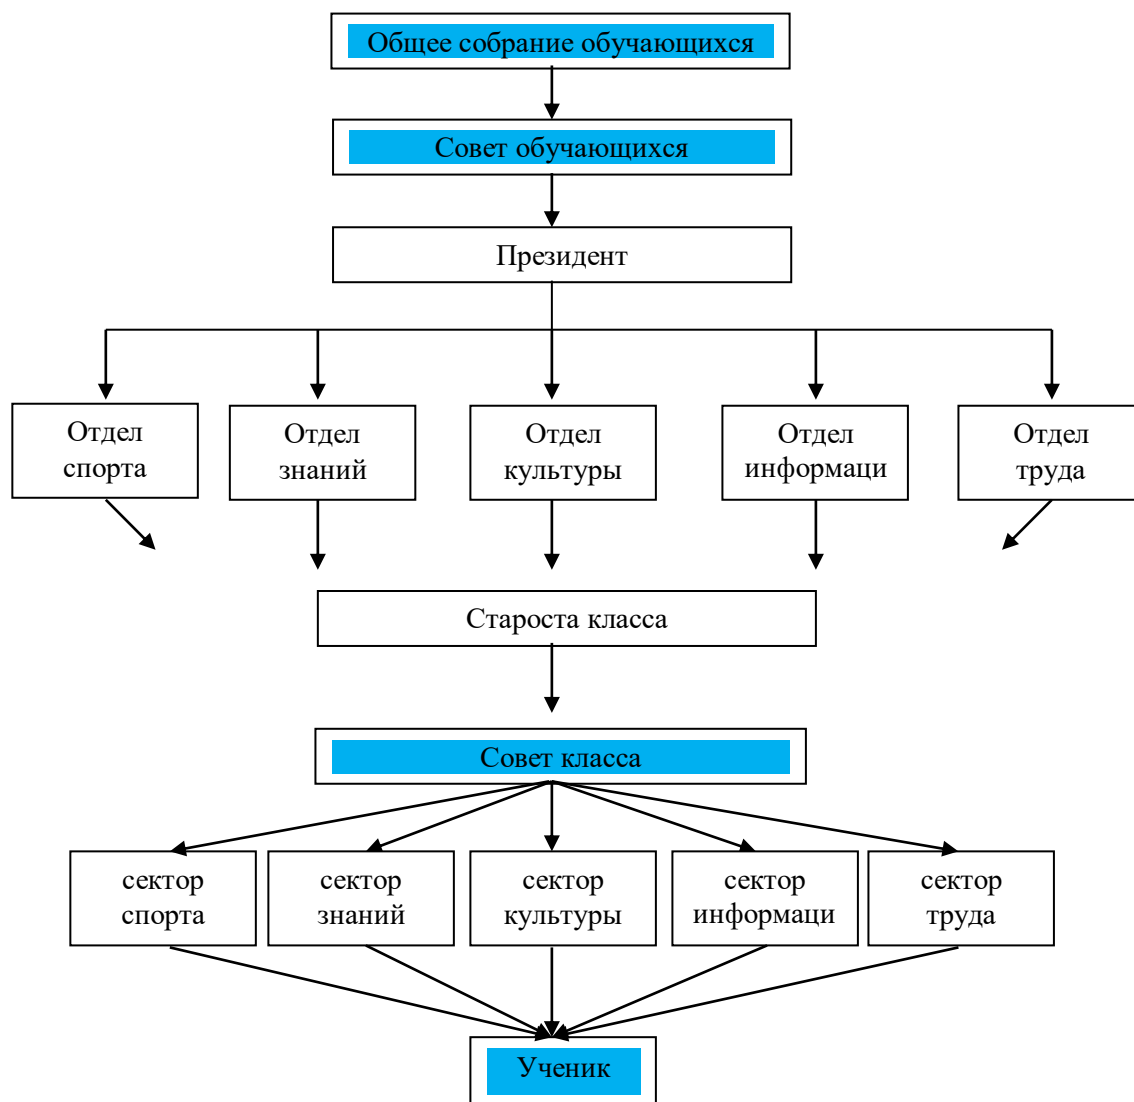 Общее собрание обучающихся
Совет обучающихся
Президент
Отдел
спорта
Отдел
знаний
Отдел
культуры
Отдел
информаци
Отдел
труда
Староста класса
Совет класса
сектор
спорта
сектор
знаний
сектор
культуры
сектор
информаци
сектор
труда
Ученик